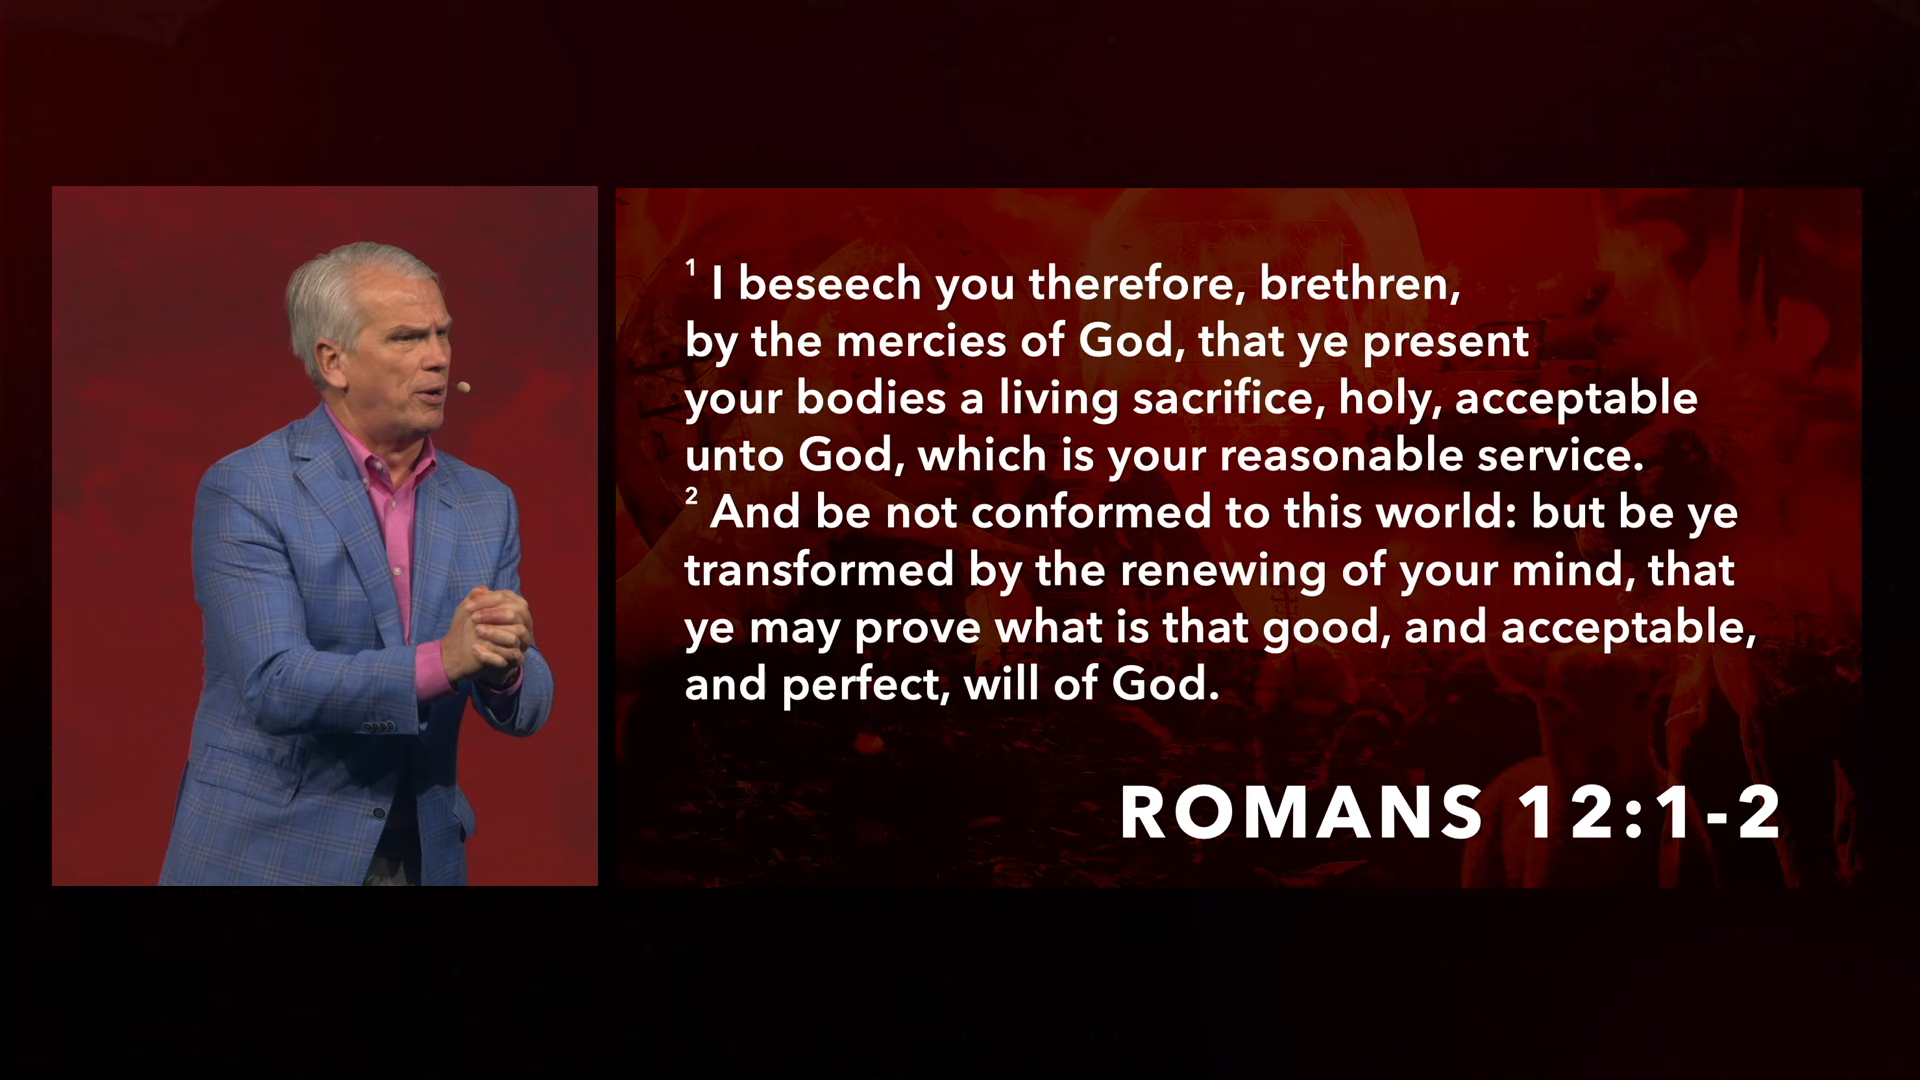 1 I beseech you therefore, brethren,
by the mercies of God, that ye present
your bodies a living sacrifice, holy, acceptable
unto God, which is your reasonable service.
2 And be not conformed to this world: but be ye
transformed by the renewing of your mind, that
ye may prove what is that good, and acceptable,
and perfect, will of God.
ROMANS 12:1-2